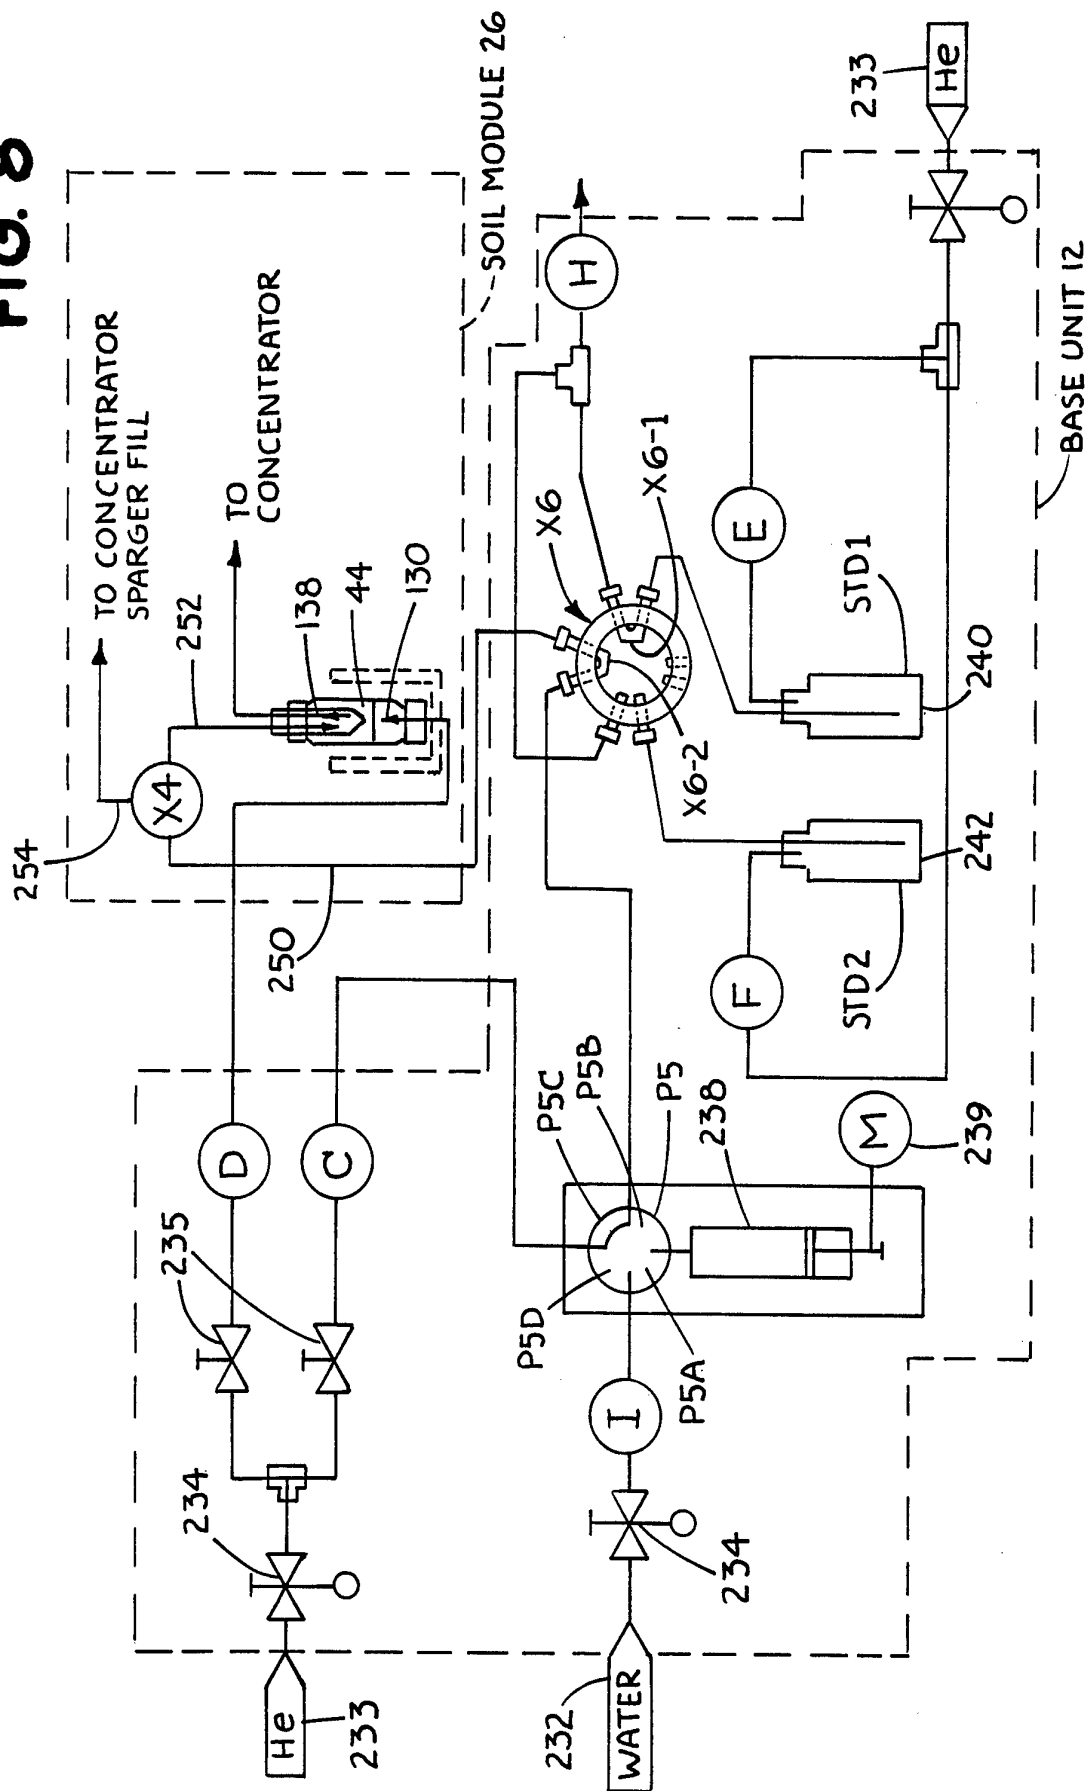 FIG. 8
TO CONCENTRATOR
SPARGER FILL
TO
CONCENTRATOR
254
X4
252
138
44
130
250
SOIL MODULE 26
He
233
234
235
D
C
H
X6
X6-1
X6-2
WATER
232
234
I
P5D
P5A
P5C
P5B
P5
238
M
239
F
E
STD2
242
STD1
240
He
233
BASE UNIT 12